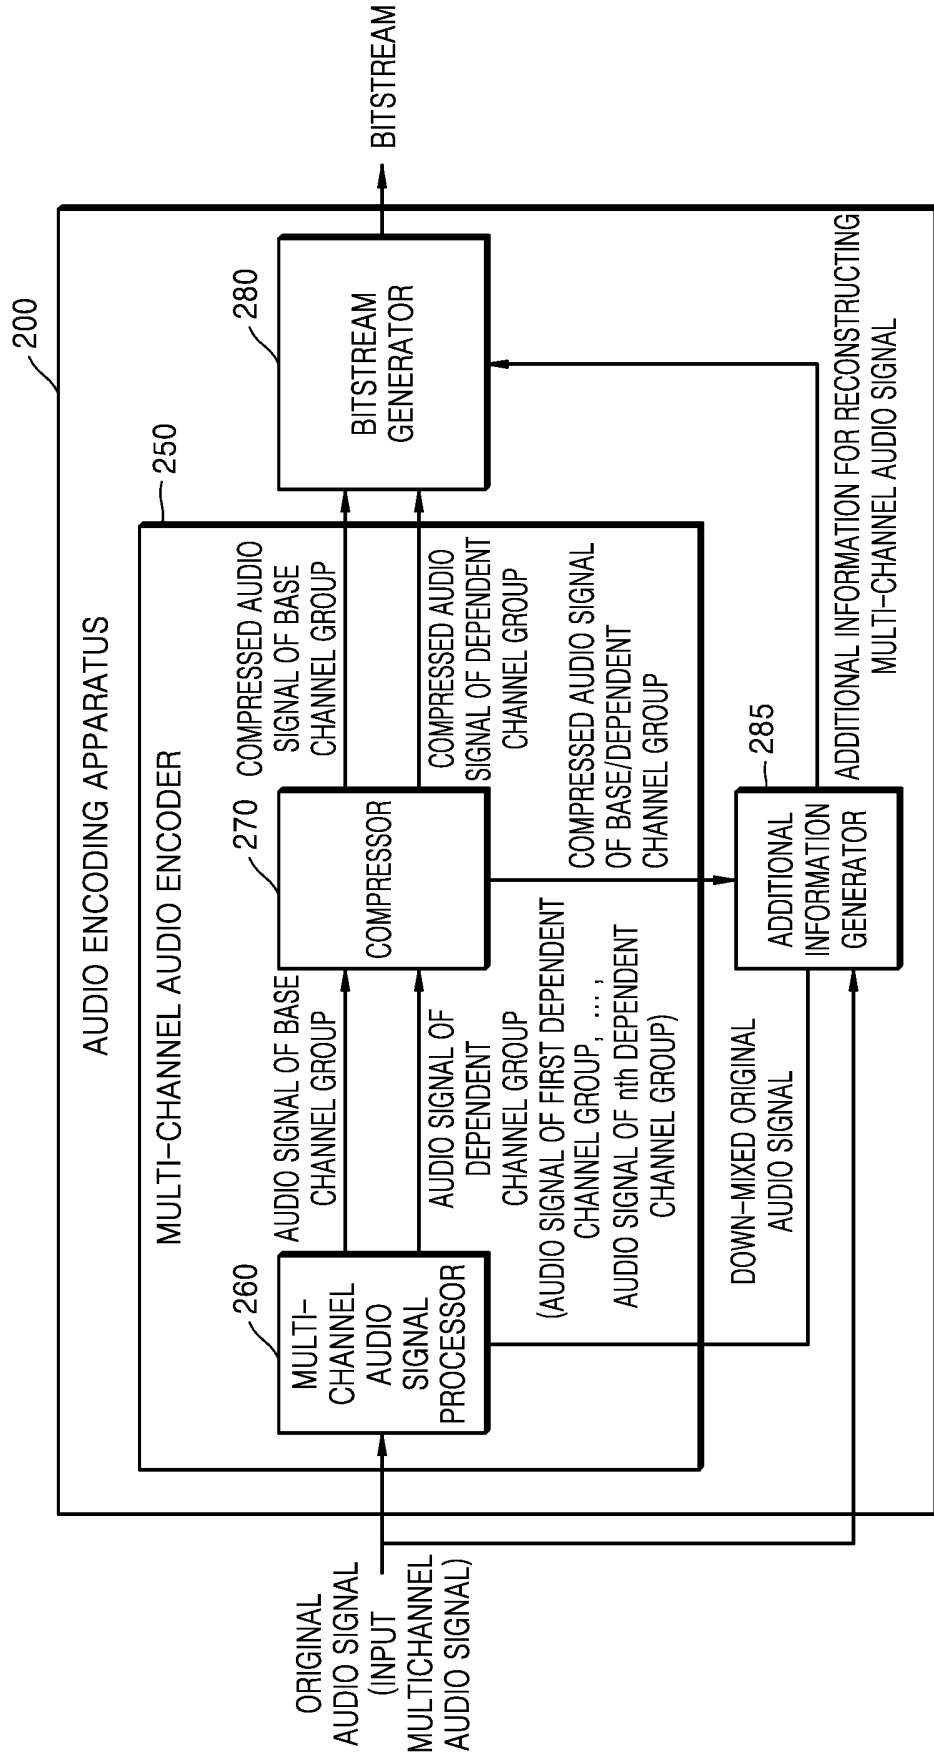 200
AUDIO ENCODING APPARATUS
250
MULTI-CHANNEL AUDIO ENCODER
ORIGINAL
AUDIO SIGNAL
(INPUT
MULTICHANNEL
AUDIO SIGNAL)
260
MULTI-
CHANNEL
AUDIO
SIGNAL
PROCESSOR
AUDIO SIGNAL OF BASE
CHANNEL GROUP
AUDIO SIGNAL OF
DEPENDENT
CHANNEL GROUP
(AUDIO SIGNAL OF FIRST DEPENDENT
CHANNEL GROUP, ... ,
AUDIO SIGNAL OF nth DEPENDENT
CHANNEL GROUP)
270
COMPRESSOR
COMPRESSED AUDIO
SIGNAL OF BASE
CHANNEL GROUP
COMPRESSED AUDIO
SIGNAL OF DEPENDENT
CHANNEL GROUP
COMPRESSED AUDIO SIGNAL
OF BASE/DEPENDENT
CHANNEL GROUP
280
BITSTREAM
GENERATOR
BITSTREAM
DOWN-MIXED ORIGINAL
AUDIO SIGNAL
285
ADDITIONAL
INFORMATION
GENERATOR
ADDITIONAL INFORMATION FOR RECONSTRUCTING
MULTI-CHANNEL AUDIO SIGNAL